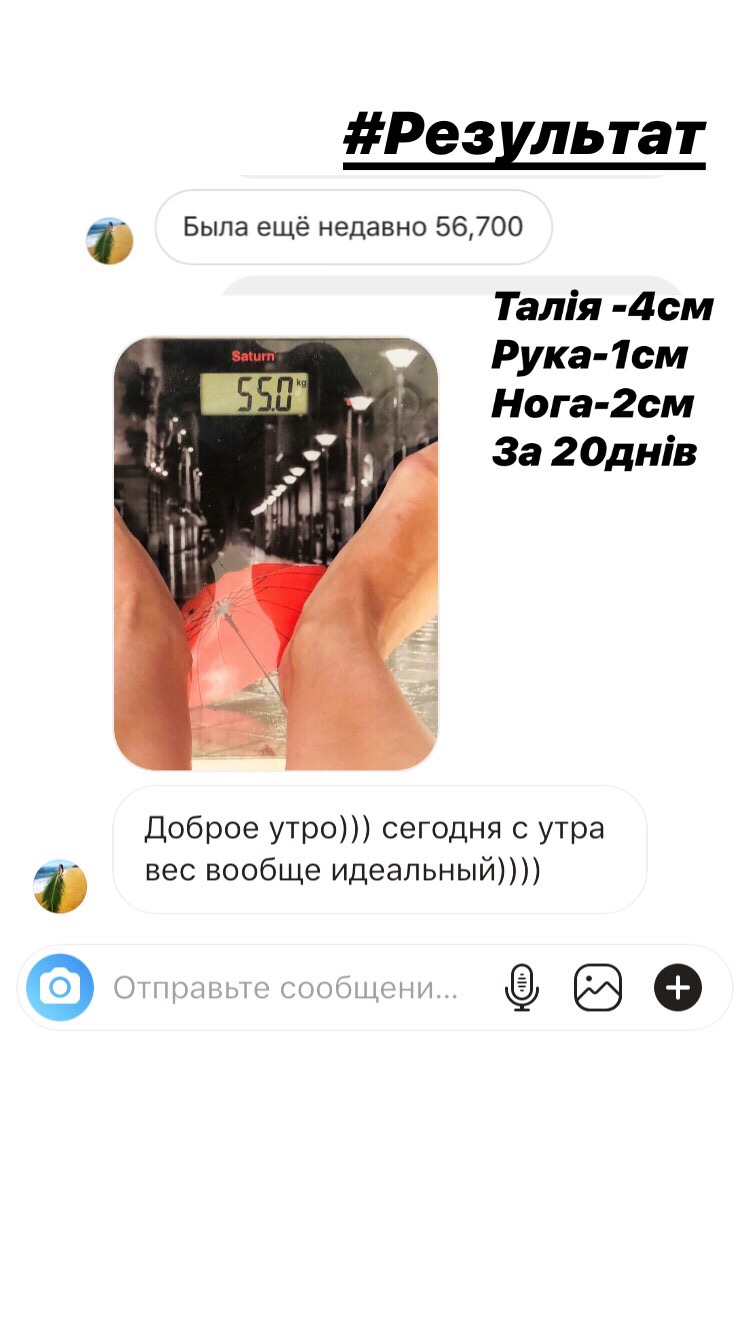 #Результат
Была ещё недавно 56,700
Талія -4см
Рука-1см
Нога-2см
За 20днів
Saturn
55.0 kg
Доброе утро))) сегодня с утра
вес вообще идеальный))))
Отправьте сообщени...